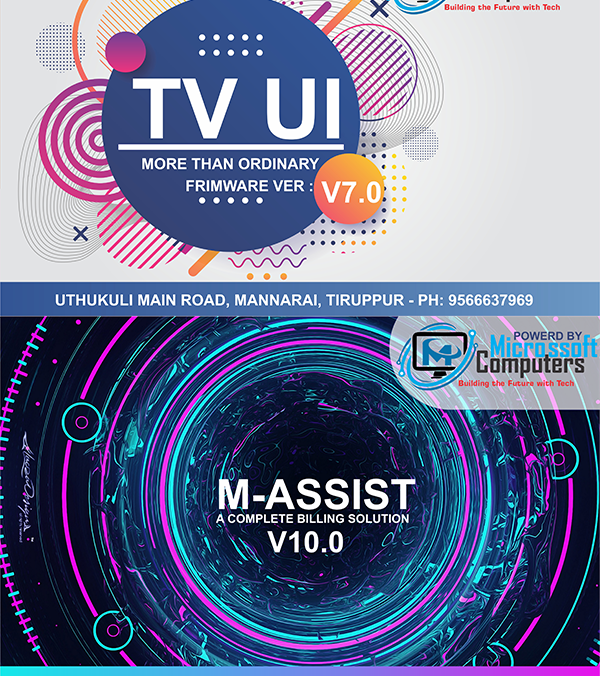 Building the Future with Tech
TV UI
MORE THAN ORDINARY
FRIMWARE VER :
V7.0
UTHUKULI MAIN ROAD, MANNARAI, TIRUPPUR - PH: 9566637969
POWERD BY
Microssoft
Computers
Building the Future with Tech
M-ASSIST
A COMPLETE BILLING SOLUTION
V10.0